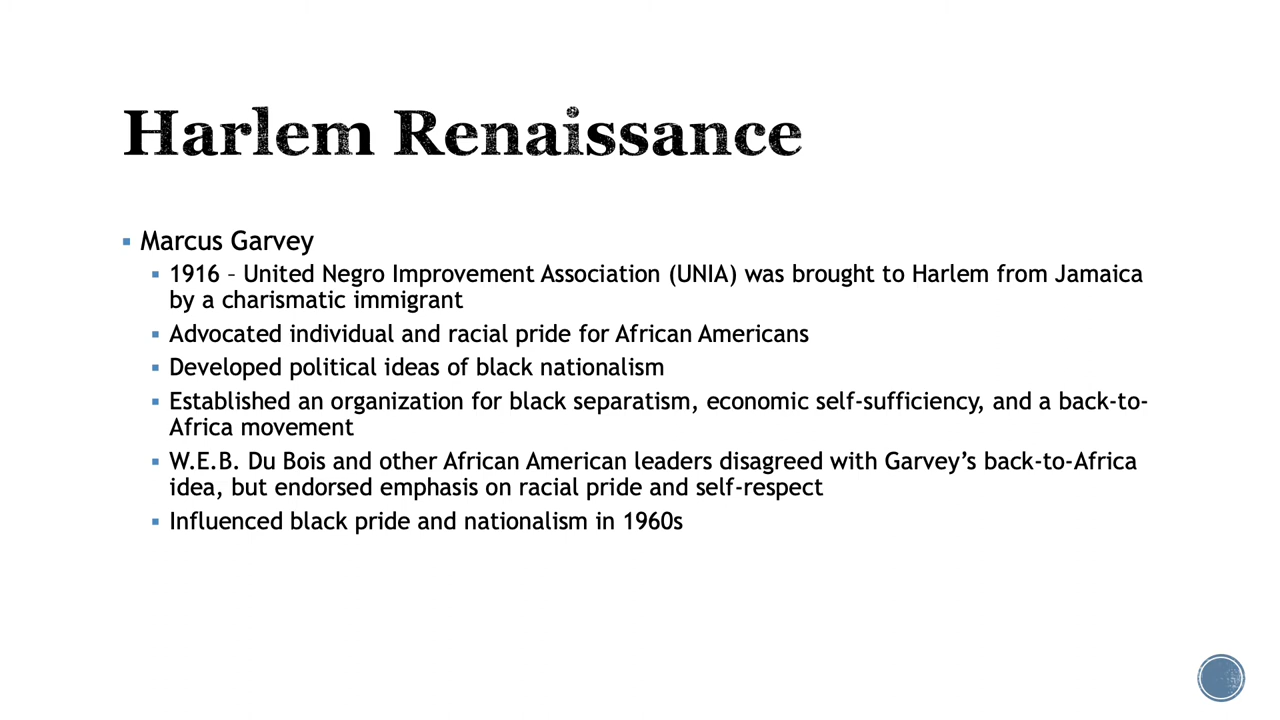 Harlem Renaissance
Marcus Garvey
1916 – United Negro Improvement Association (UNIA) was brought to Harlem from Jamaica
by a charismatic immigrant
Advocated individual and racial pride for African Americans
Developed political ideas of black nationalism
Established an organization for black separatism, economic self-sufficiency, and a back-to-
Africa movement
W.E.B. Du Bois and other African American leaders disagreed with Garvey’s back-to-Africa
idea, but endorsed emphasis on racial pride and self-respect
Influenced black pride and nationalism in 1960s